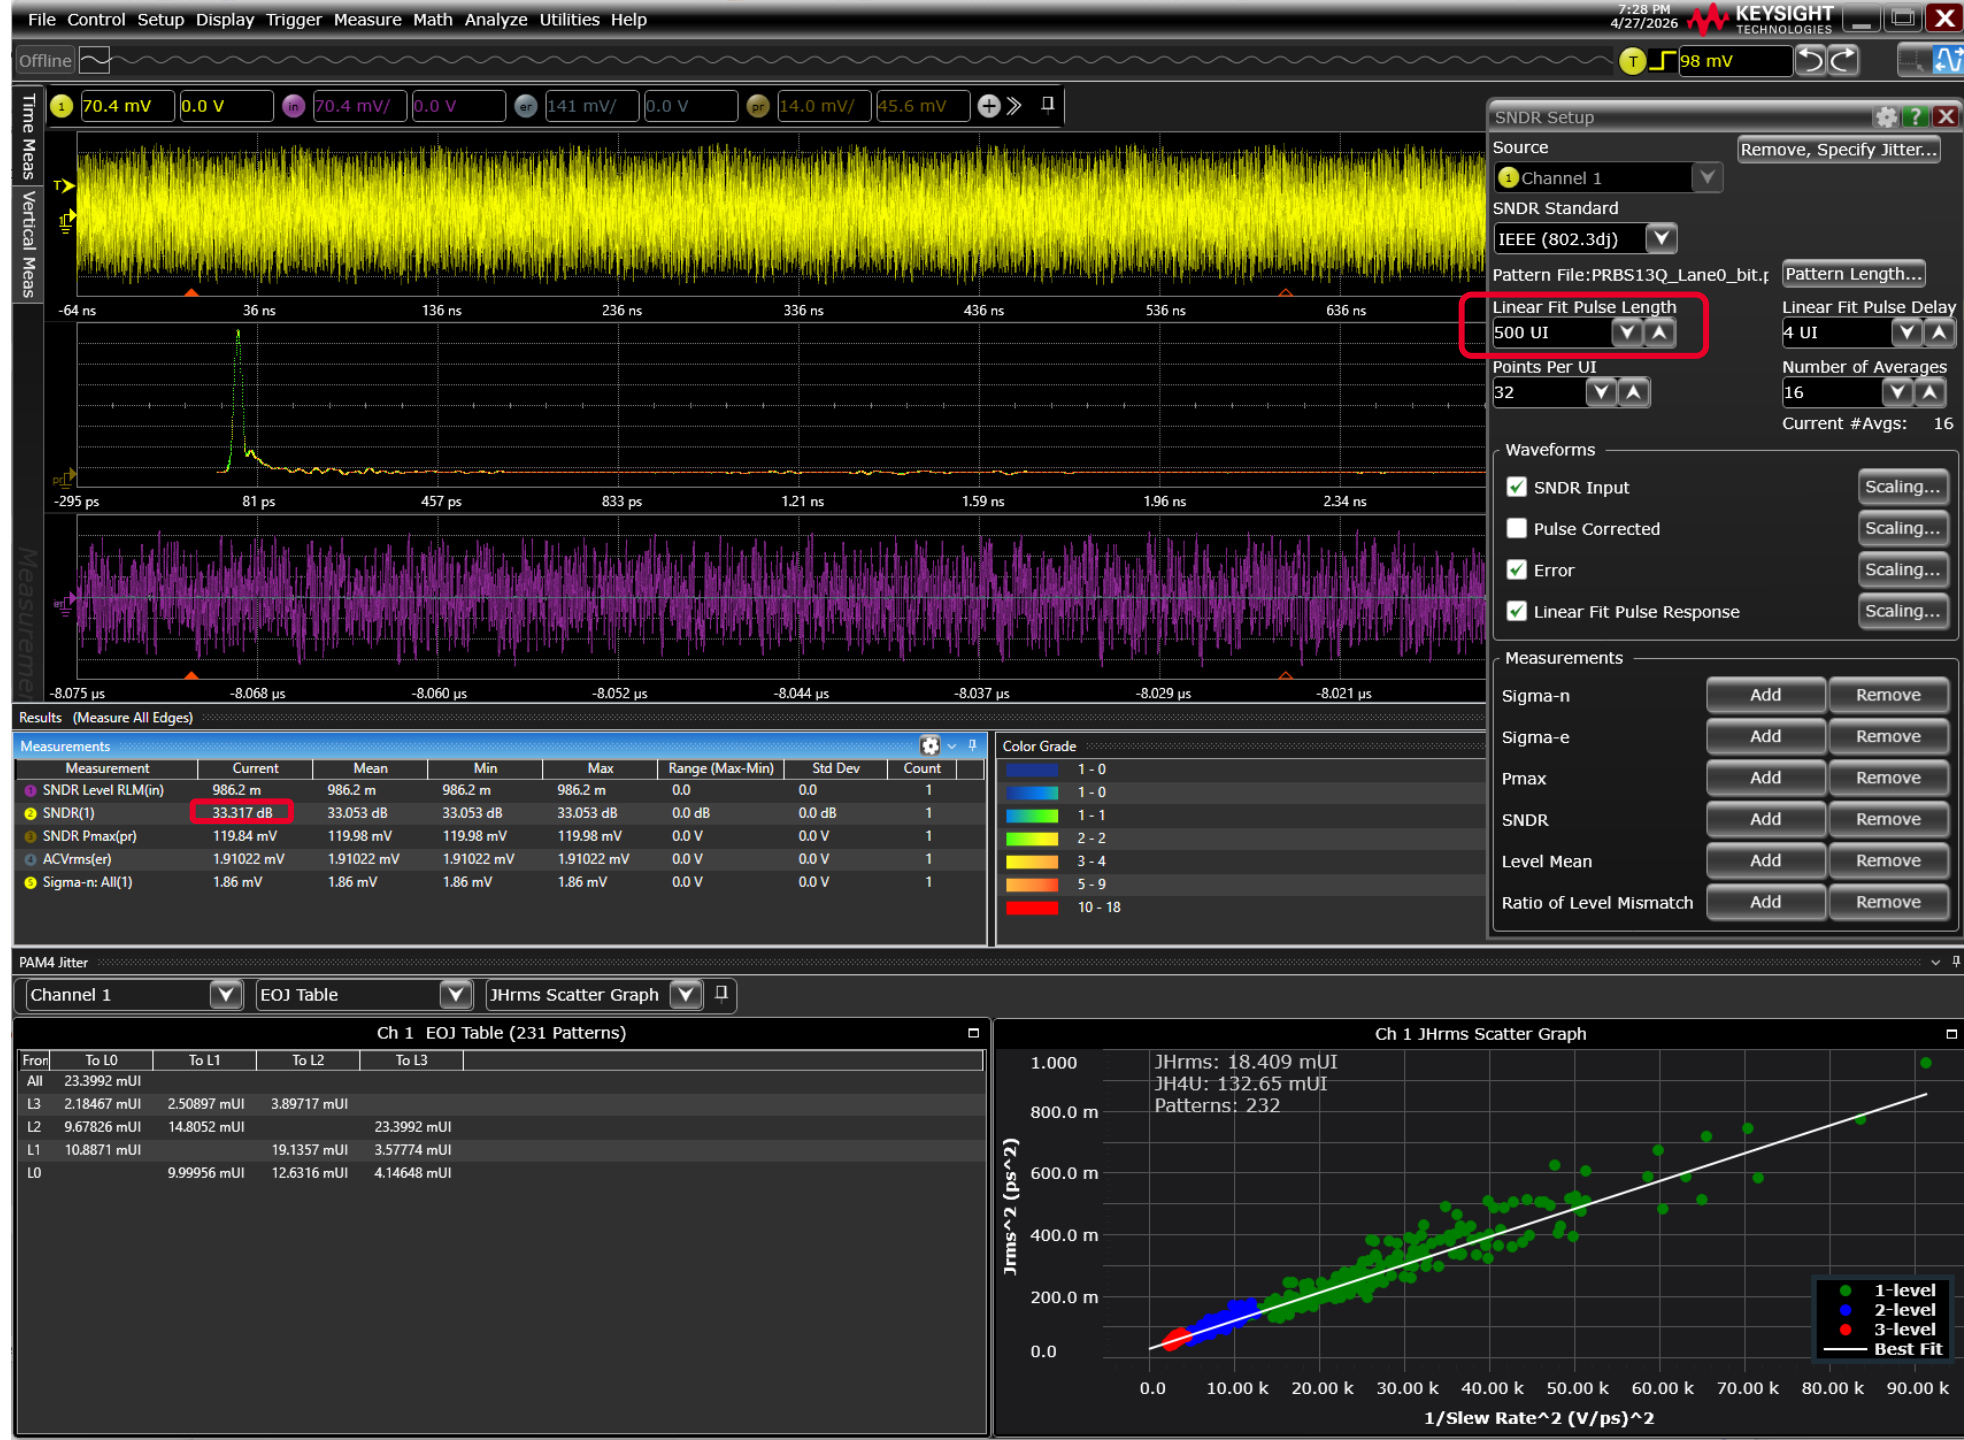 File Control Setup Display Trigger Measure Math Analyze Utilities Help
7:28 PM
4/27/2026
KEYSIGHT
TECHNOLOGIES
Offline
T 98 mV
Time Meas
Vertical Meas
Measurements
1 70.4 mV 0.0 V in 70.4 mV/ 0.0 V er 141 mV/ 0.0 V pr 14.0 mV/ 45.6 mV
-64 ns 36 ns 136 ns 236 ns 336 ns 436 ns 536 ns 636 ns
-295 ps 81 ps 457 ps 833 ps 1.21 ns 1.59 ns 1.96 ns 2.34 ns
-8.075 µs -8.068 µs -8.060 µs -8.052 µs -8.044 µs -8.037 µs -8.029 µs -8.021 µs
SNDR Setup
Source
Remove, Specify Jitter...
1 Channel 1
SNDR Standard
IEEE (802.3dj)
Pattern File:PRBS13Q_Lane0_bit.p Pattern Length...
Linear Fit Pulse Length Linear Fit Pulse Delay
500 UI 4 UI
Points Per UI Number of Averages
32 16
Current #Avgs: 16
Waveforms
SNDR Input Scaling...
Pulse Corrected Scaling...
Error Scaling...
Linear Fit Pulse Response Scaling...
Measurements
Sigma-n Add Remove
Sigma-e Add Remove
Pmax Add Remove
SNDR Add Remove
Level Mean Add Remove
Ratio of Level Mismatch Add Remove
Results (Measure All Edges)
Measurements
Measurement Current Mean Min Max Range (Max-Min) Std Dev Count
1 SNDR Level RLM(in) 986.2 m 986.2 m 986.2 m 986.2 m 0.0 0.0 1
2 SNDR(1) 33.317 dB 33.053 dB 33.053 dB 33.053 dB 0.0 dB 0.0 dB 1
3 SNDR Pmax(pr) 119.84 mV 119.98 mV 119.98 mV 119.98 mV 0.0 V 0.0 V 1
4 ACVrms(er) 1.91022 mV 1.91022 mV 1.91022 mV 1.91022 mV 0.0 V 0.0 V 1
5 Sigma-n: All(1) 1.86 mV 1.86 mV 1.86 mV 1.86 mV 0.0 V 0.0 V 1
Color Grade
1 - 0
1 - 0
1 - 1
2 - 2
3 - 4
5 - 9
10 - 18
PAM4 Jitter
Channel 1 EOJ Table JHrms Scatter Graph
Ch 1 EOJ Table (231 Patterns)
From To L0 To L1 To L2 To L3
All 23.3992 mUI
L3 2.18467 mUI 2.50897 mUI 3.89717 mUI
L2 9.67826 mUI 14.8052 mUI 23.3992 mUI
L1 10.8871 mUI 19.1357 mUI 3.57774 mUI
L0 9.99956 mUI 12.6316 mUI 4.14648 mUI
Ch 1 JHrms Scatter Graph
JHrms: 18.409 mUI
JH4U: 132.65 mUI
Patterns: 232
1.000
800.0 m
600.0 m
400.0 m
200.0 m
0.0
Jrms^2 (ps^2)
1-level
2-level
3-level
Best Fit
0.0 10.00 k 20.00 k 30.00 k 40.00 k 50.00 k 60.00 k 70.00 k 80.00 k 90.00 k
1/Slew Rate^2 (V/ps)^2